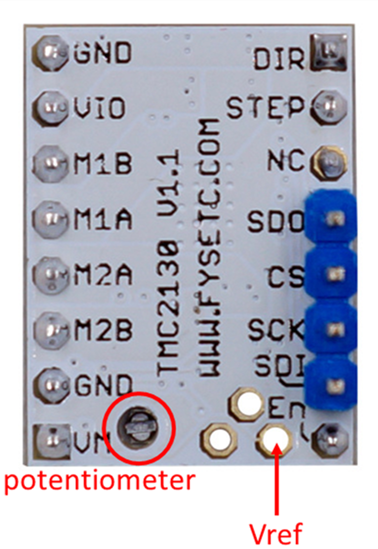 GND
VIO
M1B
M1A
M2A
M2B
GND
VM
TMC2130 V1.1
WWW.FYSETC.COM
DIR
STEP
NC
SDO
CS
SCK
SDI
En
potentiometer
Vref